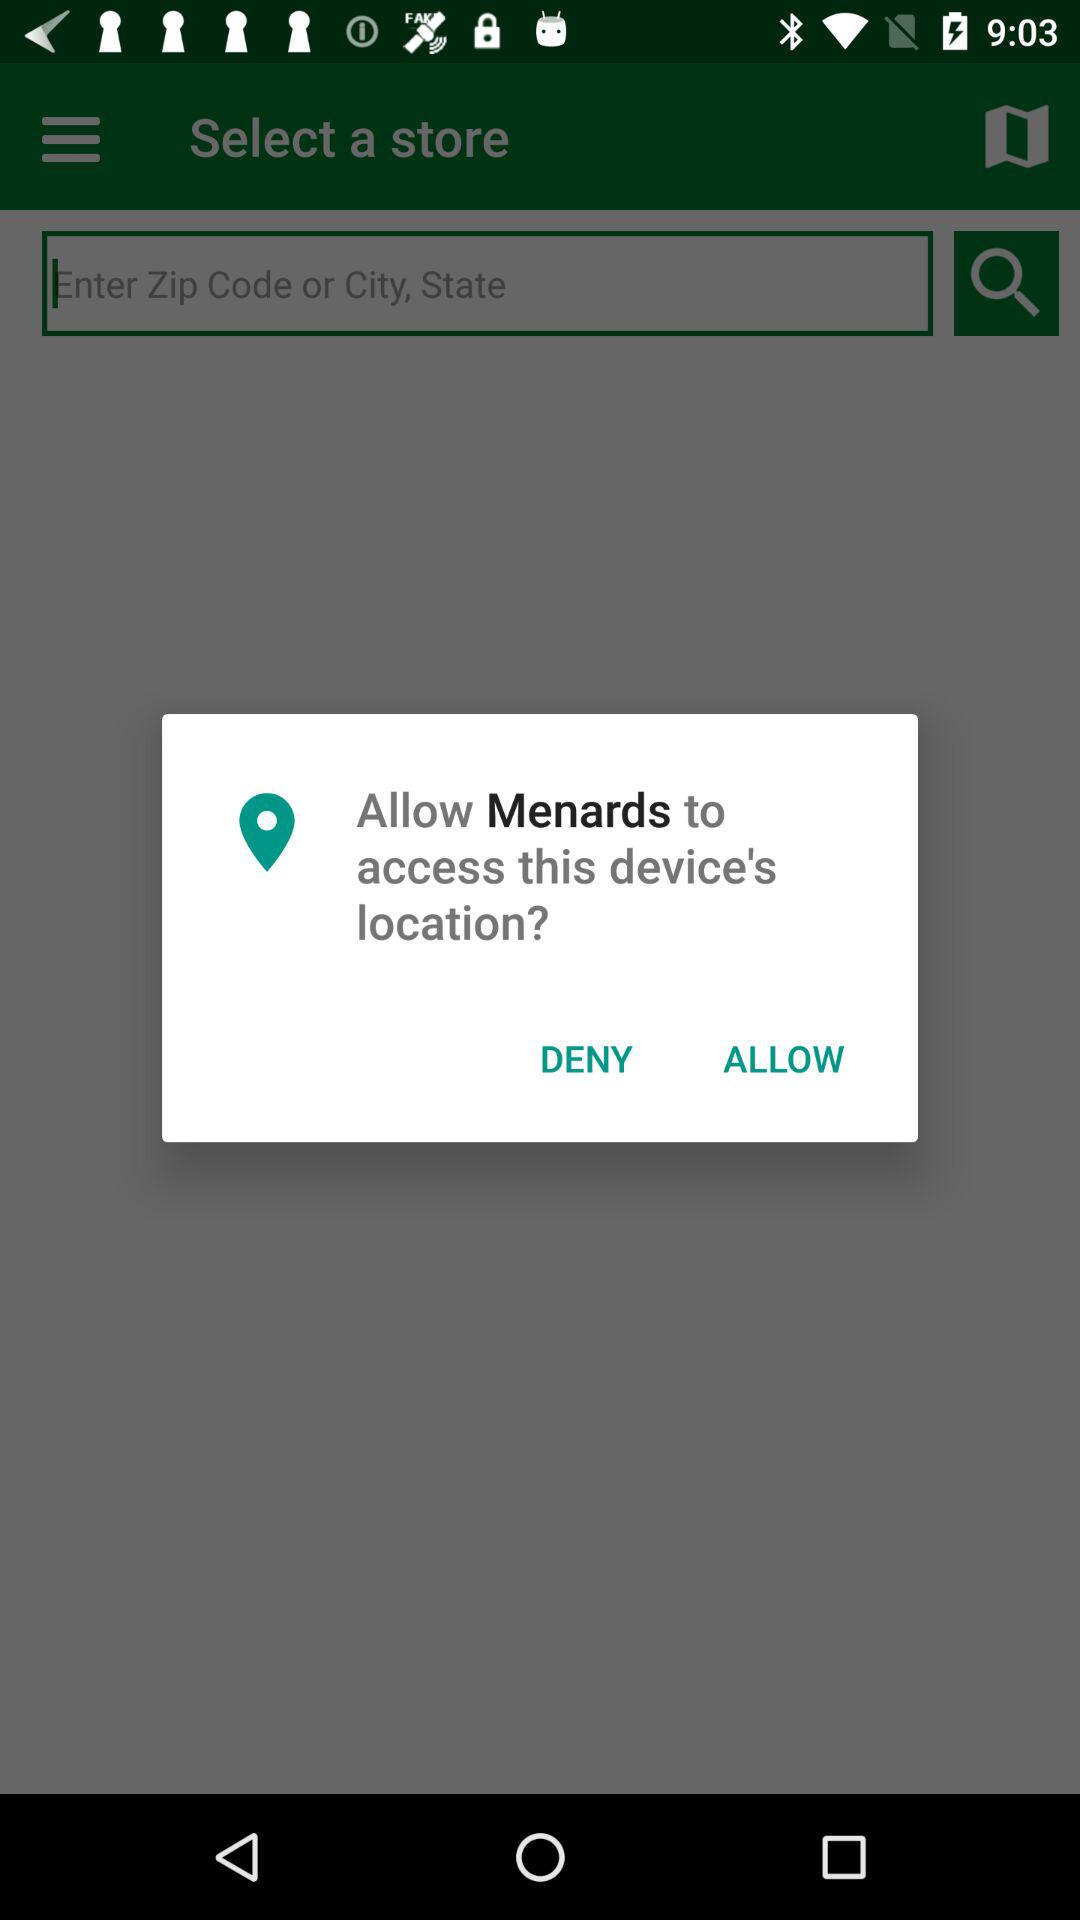 FAKE 9:03
Select a store
Enter Zip Code or City, State
Allow Menards to
access this device's
location?
DENY ALLOW